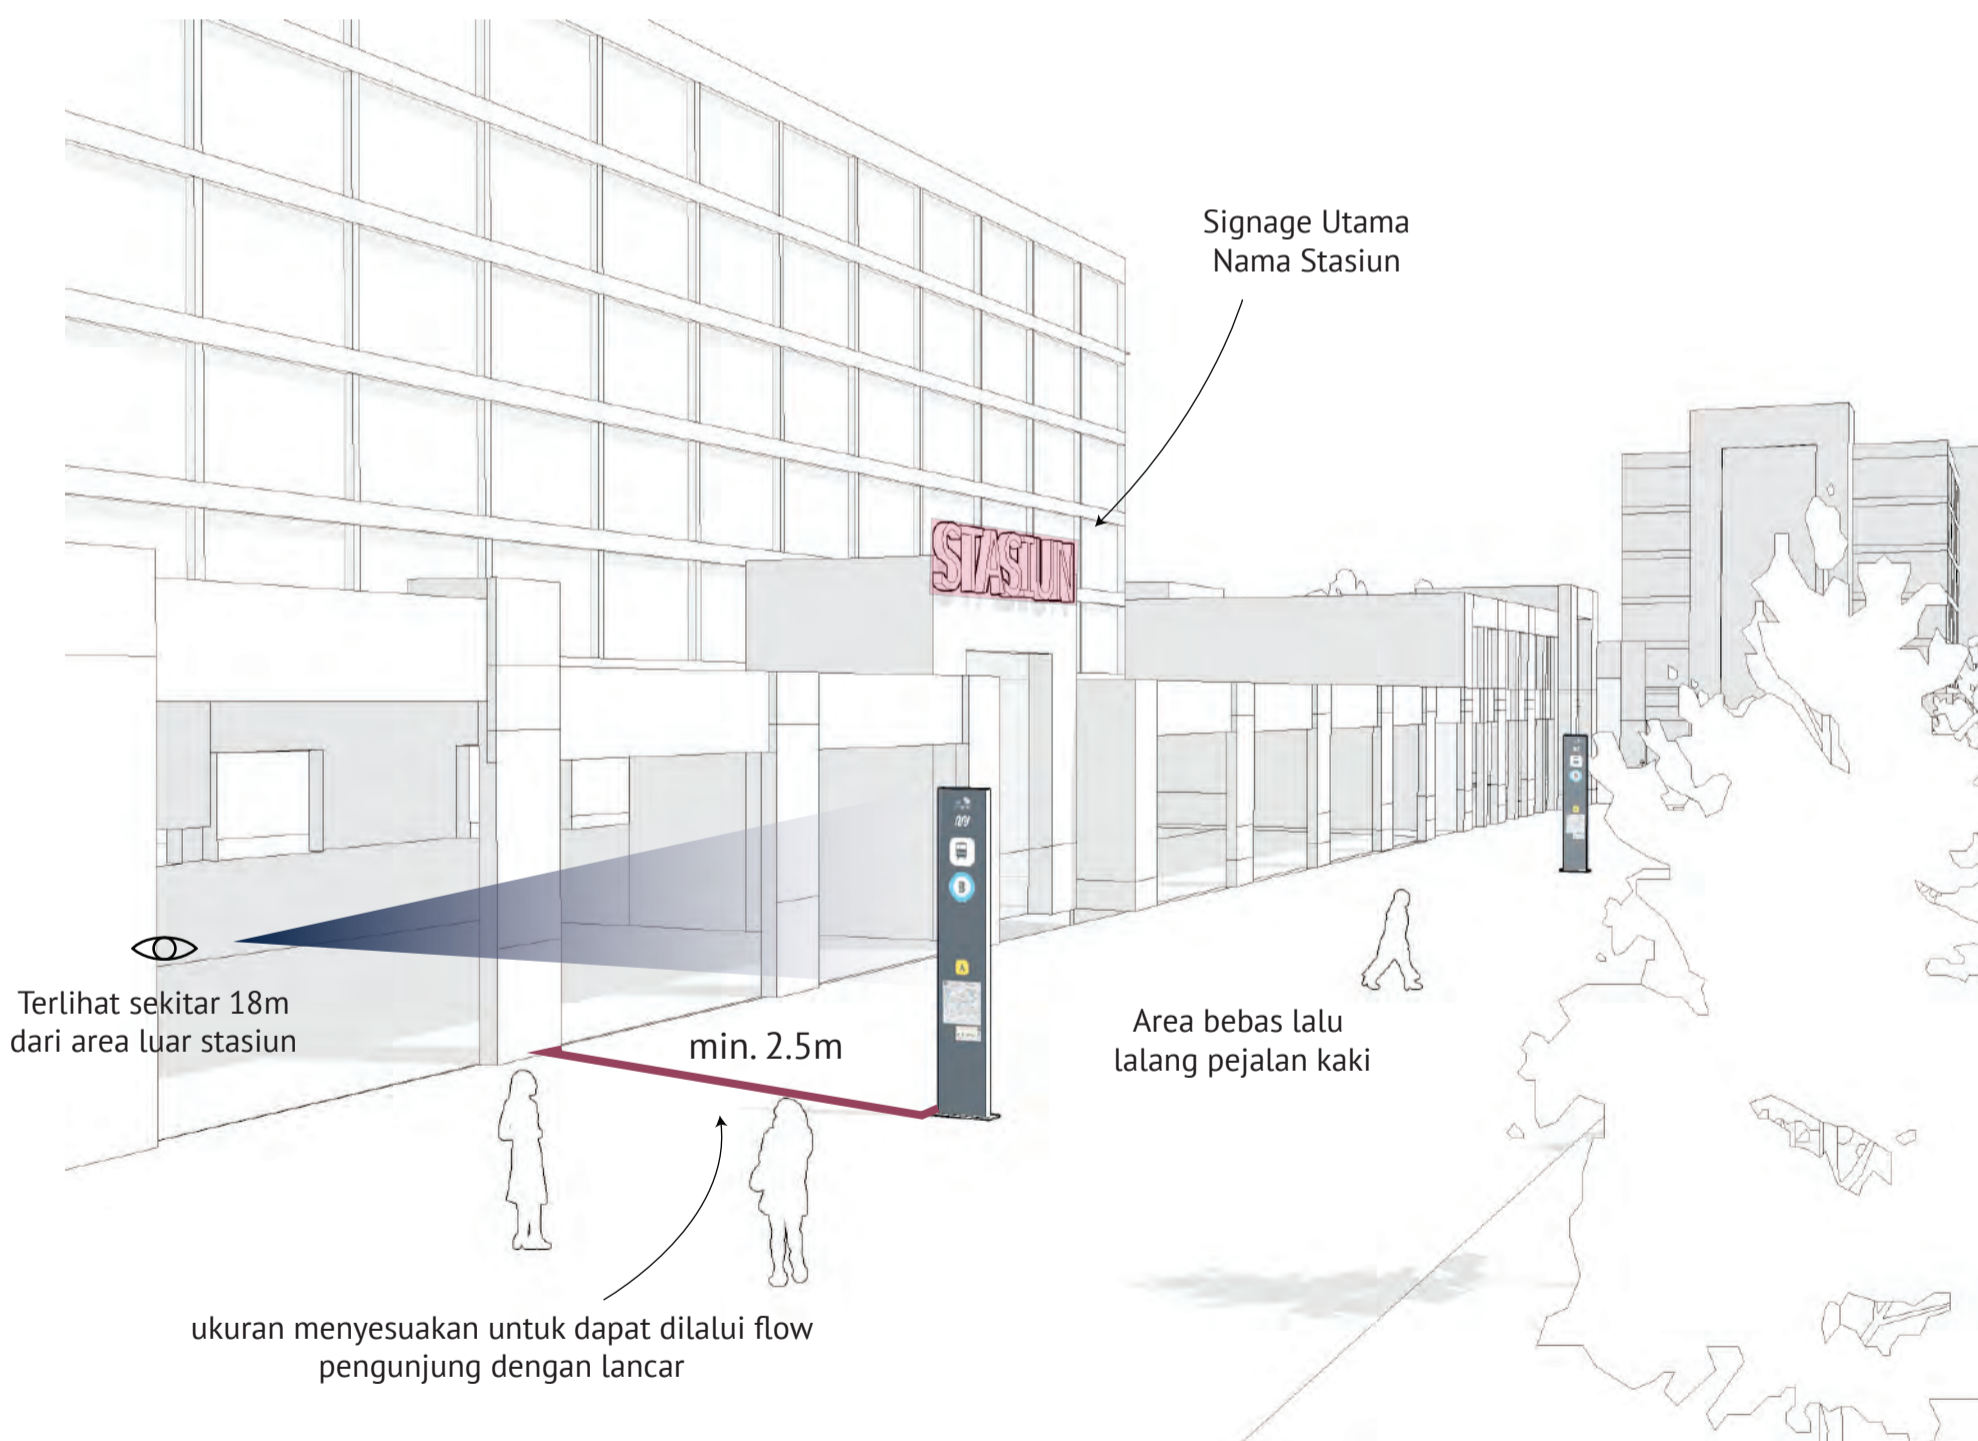 Signage Utama
Nama Stasiun
STASIUN
B
A
Terlihat sekitar 18m
dari area luar stasiun
min. 2.5m
Area bebas lalu
lalang pejalan kaki
ukuran menyesuakan untuk dapat dilalui flow
pengunjung dengan lancar